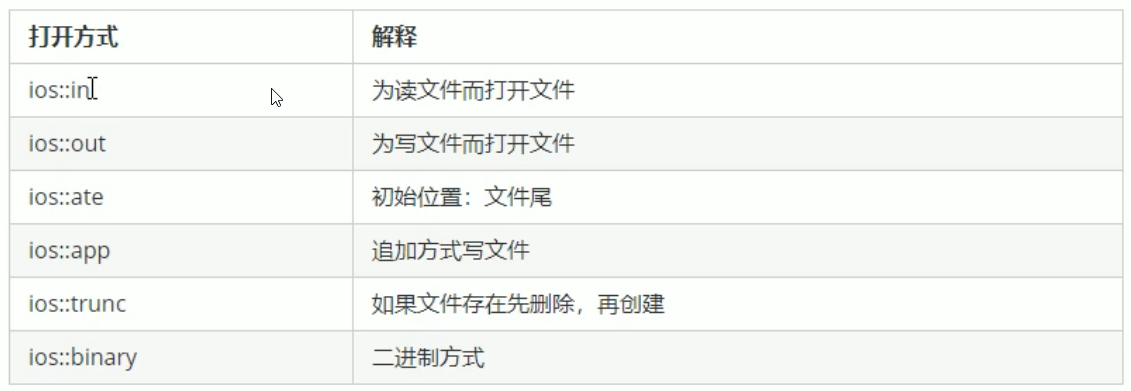 打开方式 解释
ios::in 为读文件而打开文件
ios::out 为写文件而打开文件
ios::ate 初始位置：文件尾
ios::app 追加方式写文件
ios::trunc 如果文件存在先删除，再创建
ios::binary 二进制方式